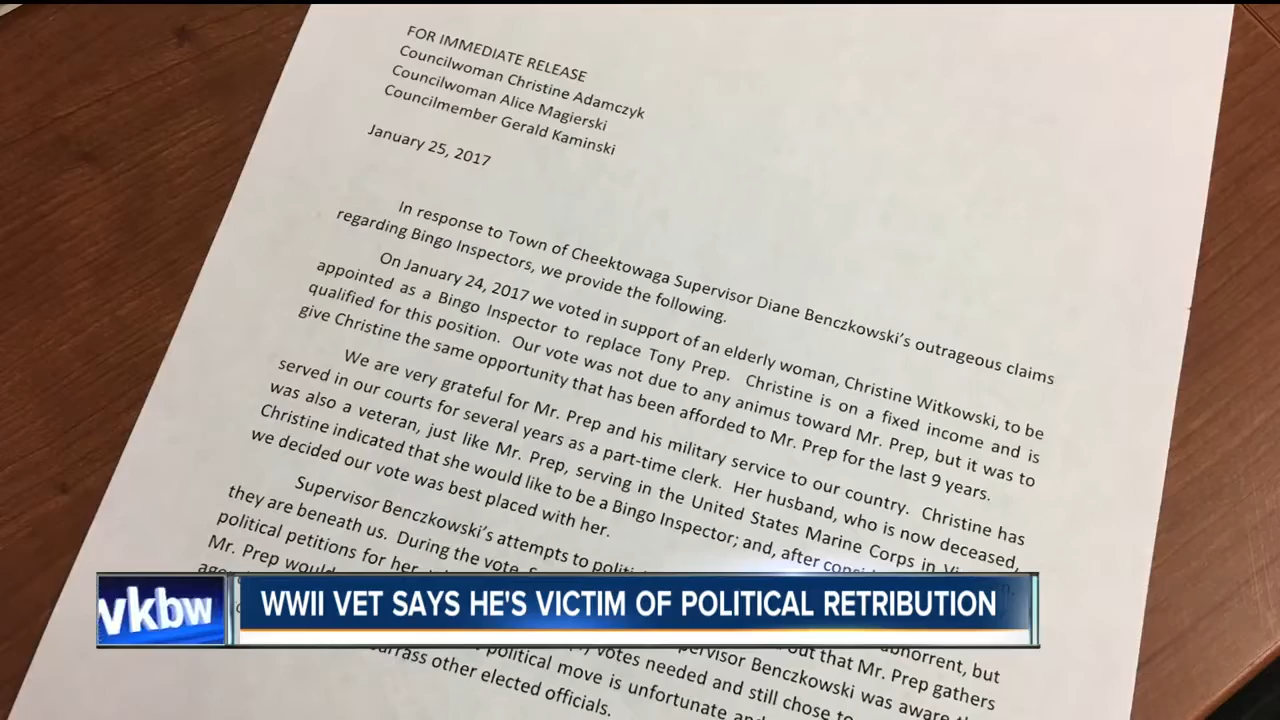 FOR IMMEDIATE RELEASE
Councilwoman Christine Adamczyk
Councilwoman Alice Magierski
Councilmember Gerald Kaminski
January 25, 2017
In response to Town of Cheektowaga Supervisor Diane Benczkowski's outrageous claims
regarding Bingo Inspectors, we provide the following.
On January 24, 2017 we voted in support of an elderly woman, Christine Witkowski, to be
appointed as a Bingo Inspector to replace Tony Prep. Christine is on a fixed income and is
qualified for this position. Our vote was not due to any animus toward Mr. Prep, but it was to
give Christine the same opportunity that has been afforded to Mr. Prep for the last 9 years.
We are very grateful for Mr. Prep and his military service to our country. Christine has
served in our courts for several years as a part-time clerk. Her husband, who is now deceased,
was also a veteran, just like Mr. Prep, serving in the United States Marine Corps in
Christine indicated that she would like to be a Bingo Inspector; and, after
we decided our vote was best placed with her.
Supervisor Benczkowski's attempts to abhorrent, but
they are beneath us. During the vote, out that Mr. Prep gathers
political petitions for her Supervisor Benczkowski was aware
Mr. Prep would votes needed and still chose to
political move is unfortunate and
other elected officials.
vkbw
WWII VET SAYS HE'S VICTIM OF POLITICAL RETRIBUTION